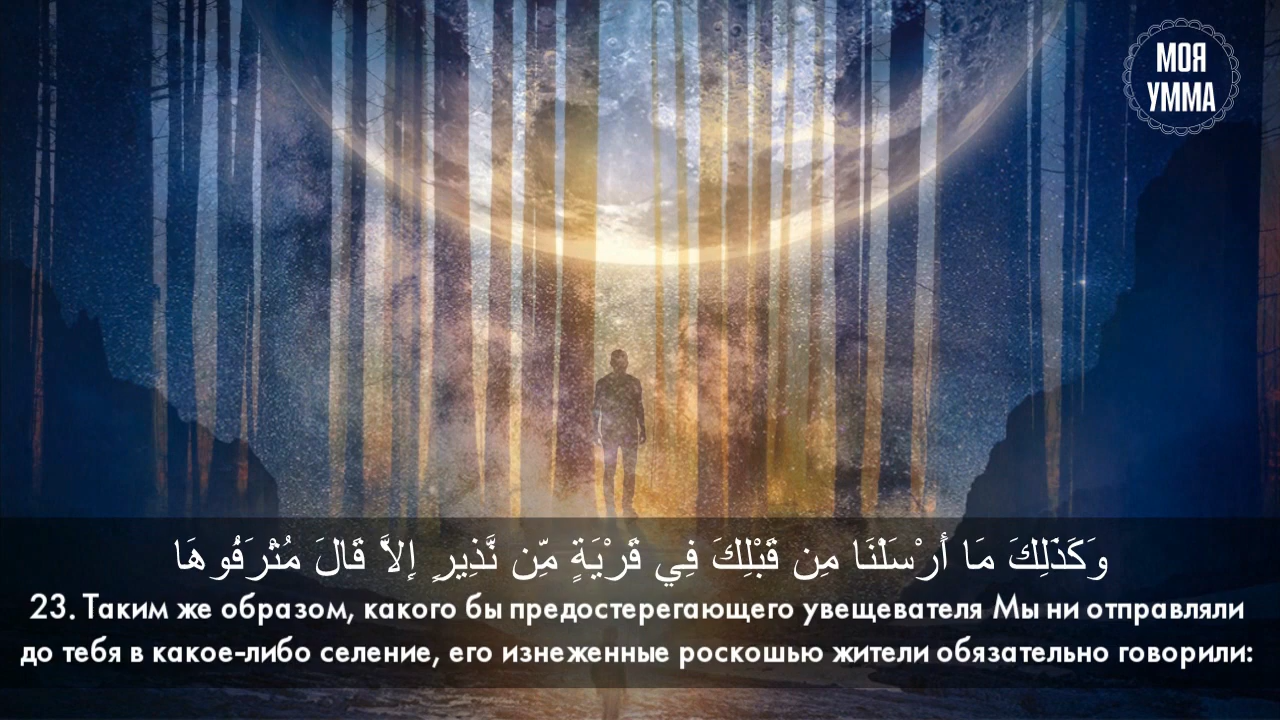 МОЯ
УММА
وَكَذَلِكَ مَا أَرْسَلْنَا مِن قَبْلِكَ فِي قَرْيَةٍ مِّن نَّذِيرٍ إِلاَّ قَالَ مُتْرَفُوهَا
23. Таким же образом, какого бы предостерегающего увещевателя Мы ни отправляли
до тебя в какое-либо селение, его изнеженные роскошью жители обязательно говорили: